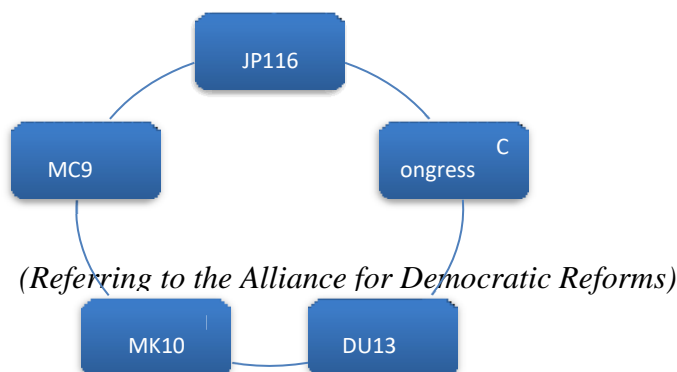 JP116
MC9
C
ongress
(Referring to the Alliance for Democratic Reforms)
MK10
DU13